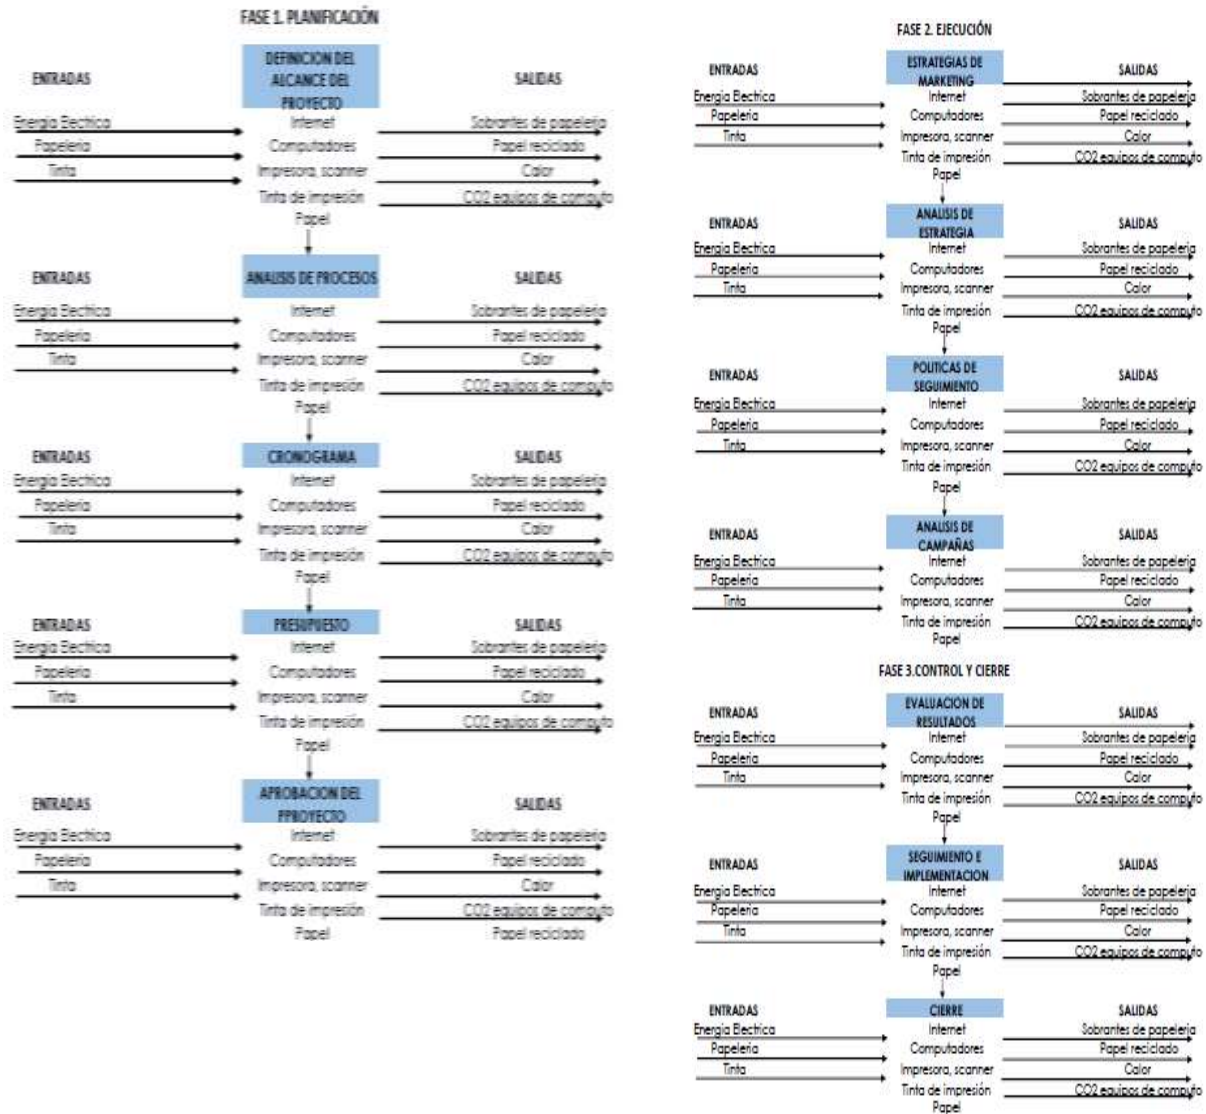 FASE 1. PLANIFICACIÓN
DEFINICION DEL
ALCANCE DEL
PROYECTO
ENTRADAS
SALIDAS
Energia Electrica
Internet
Sobrantes de papeleria
Papeleria
Computadores
Papel reciclado
Tinta
Impresora, scanner
Calor
Tinta de impresión
CO2 equipos de computo
Papel
ENTRADAS
ANALISIS DE PROCESOS
SALIDAS
Energia Electrica
Internet
Sobrantes de papeleria
Papeleria
Computadores
Papel reciclado
Tinta
Impresora, scanner
Calor
Tinta de impresión
CO2 equipos de computo
Papel
ENTRADAS
CRONOGRAMA
SALIDAS
Energia Electrica
Internet
Sobrantes de papeleria
Papeleria
Computadores
Papel reciclado
Tinta
Impresora, scanner
Calor
Tinta de impresión
CO2 equipos de computo
Papel
ENTRADAS
PRESUPUESTO
SALIDAS
Energia Electrica
Internet
Sobrantes de papeleria
Papeleria
Computadores
Papel reciclado
Tinta
Impresora, scanner
Calor
Tinta de impresión
CO2 equipos de computo
Papel
ENTRADAS
APROBACION DEL
PPROYECTO
SALIDAS
Energia Electrica
Internet
Sobrantes de papeleria
Papeleria
Computadores
Papel reciclado
Tinta
Impresora, scanner
Calor
Tinta de impresión
CO2 equipos de computo
Papel
Papel reciclado
FASE 2. EJECUCIÓN
ENTRADAS
ESTRATEGIAS DE
MARKETING
SALIDAS
Energia Electrica
Internet
Sobrantes de papeleria
Papeleria
Computadores
Papel reciclado
Tinta
Impresora, scanner
Calor
Tinta de impresión
CO2 equipos de computo
Papel
ENTRADAS
ANALISIS DE
ESTRATEGIA
SALIDAS
Energia Electrica
Internet
Sobrantes de papeleria
Papeleria
Computadores
Papel reciclado
Tinta
Impresora, scanner
Calor
Tinta de impresión
CO2 equipos de computo
Papel
ENTRADAS
POLITICAS DE
SEGUIMIENTO
SALIDAS
Energia Electrica
Internet
Sobrantes de papeleria
Papeleria
Computadores
Papel reciclado
Tinta
Impresora, scanner
Calor
Tinta de impresión
CO2 equipos de computo
Papel
ENTRADAS
ANALISIS DE
CAMPAÑAS
SALIDAS
Energia Electrica
Internet
Sobrantes de papeleria
Papeleria
Computadores
Papel reciclado
Tinta
Impresora, scanner
Calor
Tinta de impresión
CO2 equipos de computo
Papel
FASE 3.CONTROL Y CIERRE
ENTRADAS
EVALUACION DE
RESULTADOS
SALIDAS
Energia Electrica
Internet
Sobrantes de papeleria
Papeleria
Computadores
Papel reciclado
Tinta
Impresora, scanner
Calor
Tinta de impresión
CO2 equipos de computo
Papel
ENTRADAS
SEGUIMIENTO E
IMPLEMENTACION
SALIDAS
Energia Electrica
Internet
Sobrantes de papeleria
Papeleria
Computadores
Papel reciclado
Tinta
Impresora, scanner
Calor
Tinta de impresión
CO2 equipos de computo
Papel
ENTRADAS
CIERRE
SALIDAS
Energia Electrica
Internet
Sobrantes de papeleria
Papeleria
Computadores
Papel reciclado
Tinta
Impresora, scanner
Calor
Tinta de impresión
CO2 equipos de computo
Papel